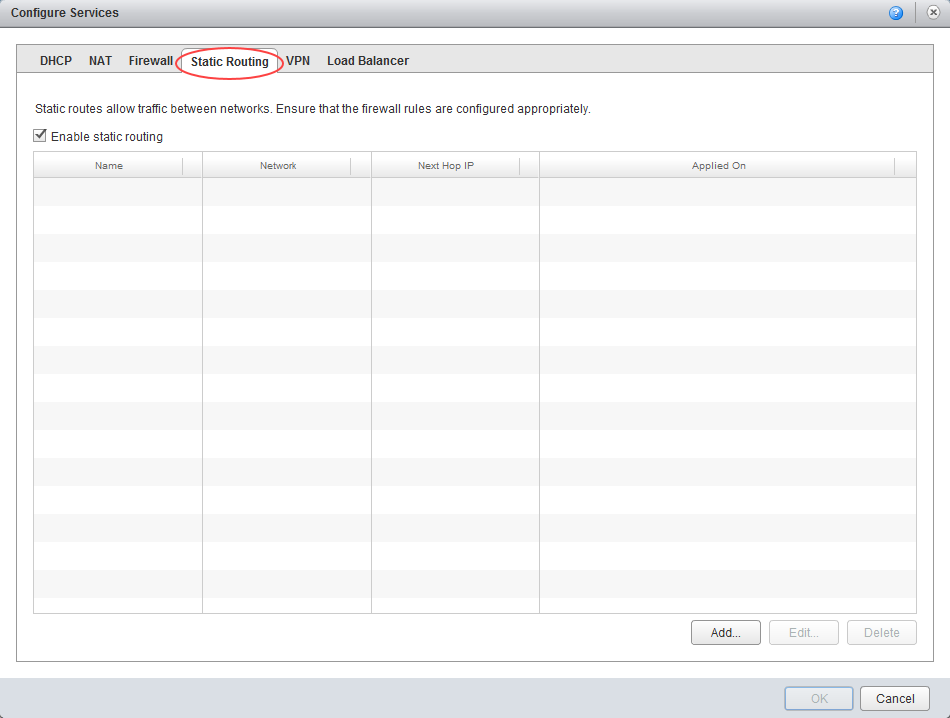 Configure Services
DHCP NAT Firewall Static Routing VPN Load Balancer
Static routes allow traffic between networks. Ensure that the firewall rules are configured appropriately.
Enable static routing
Name Network Next Hop IP Applied On
Add... Edit... Delete
OK Cancel